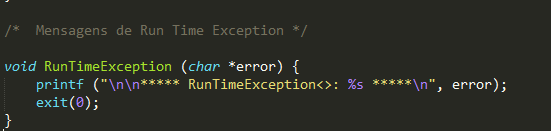 }
/*  Mensagens de Run Time Exception */
void RunTimeException (char *error) {
    printf ("\n\n***** RunTimeException<>: %s *****\n", error);
    exit(0);
}